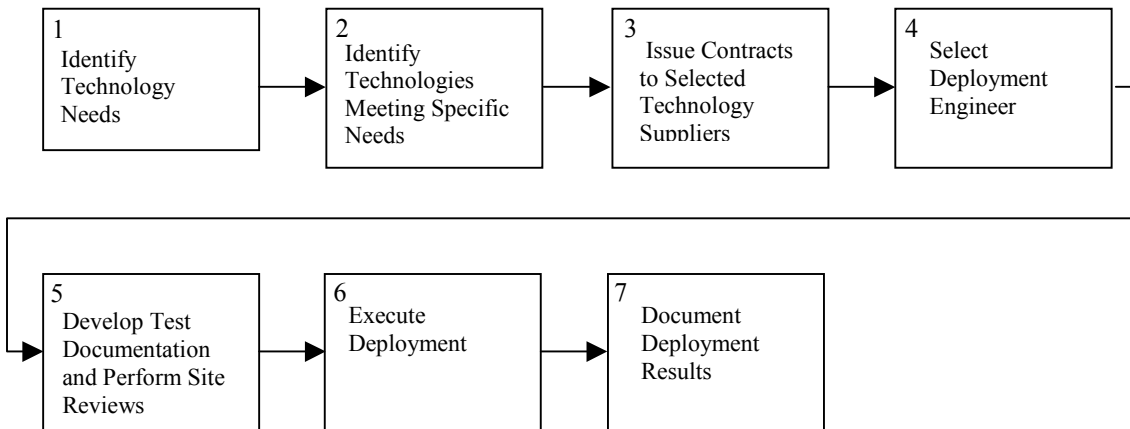 1
Identify
Technology
Needs
2
Identify
Technologies
Meeting Specific
Needs
3
Issue Contracts
to Selected
Technology
Suppliers
4
Select
Deployment
Engineer
5
Develop Test
Documentation
and Perform Site
Reviews
6
Execute
Deployment
7
Document
Deployment
Results